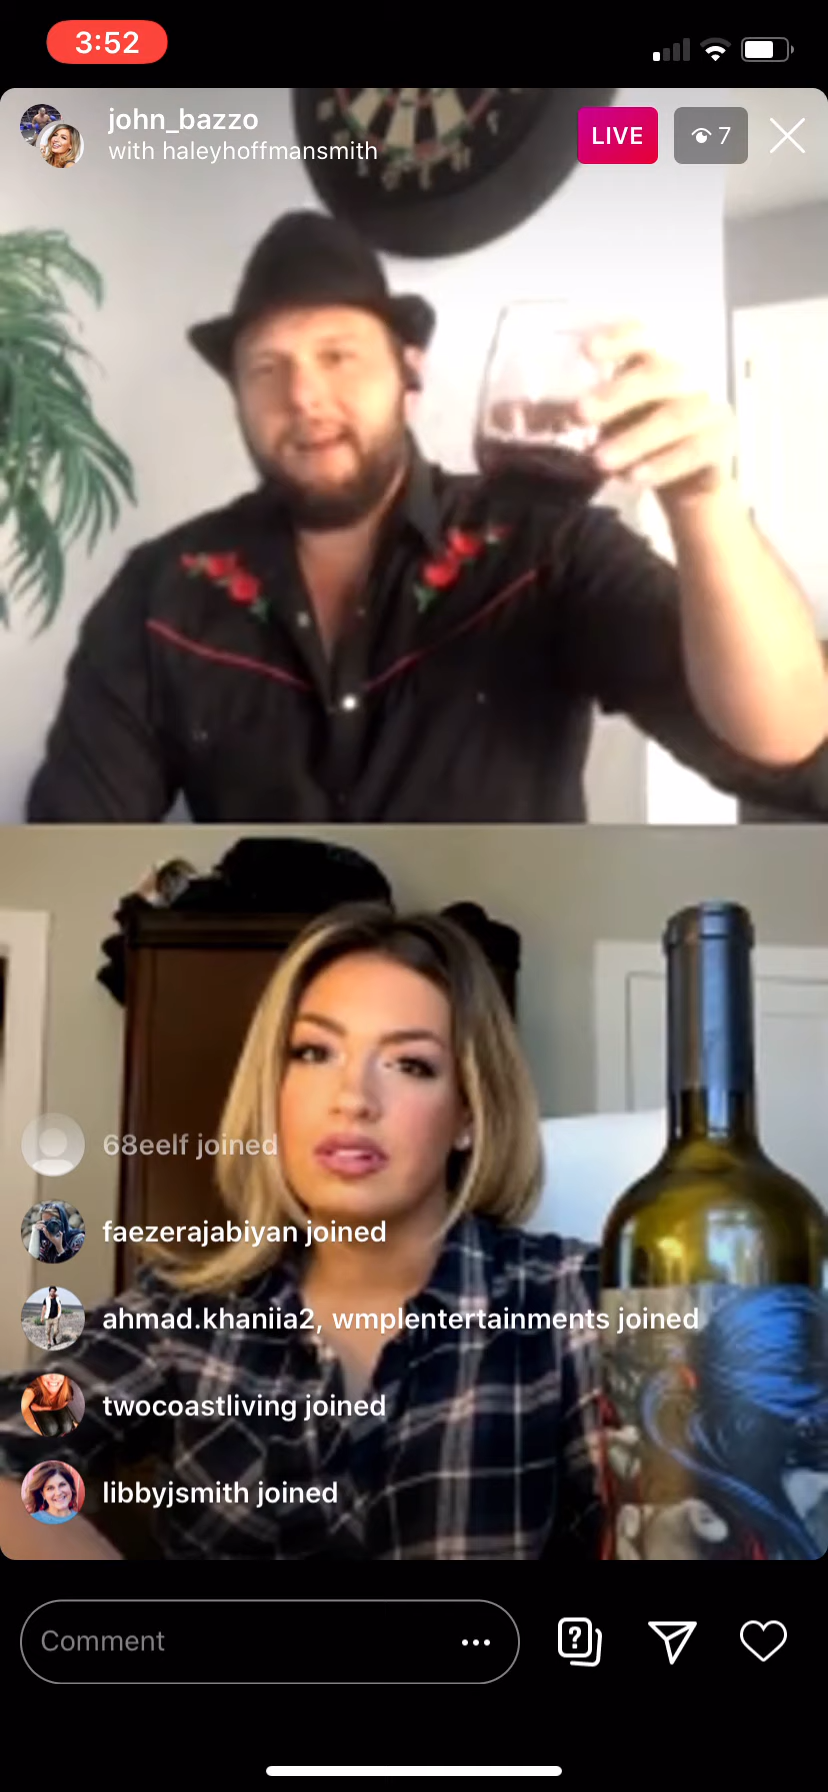 3:52
john_bazzo
with haleyhoffmansmith
LIVE
7
68eelf joined
faezerajabiyan joined
ahmad.khaniia2, wmplentertainments joined
twocoastliving joined
libbyjsmith joined
Comment